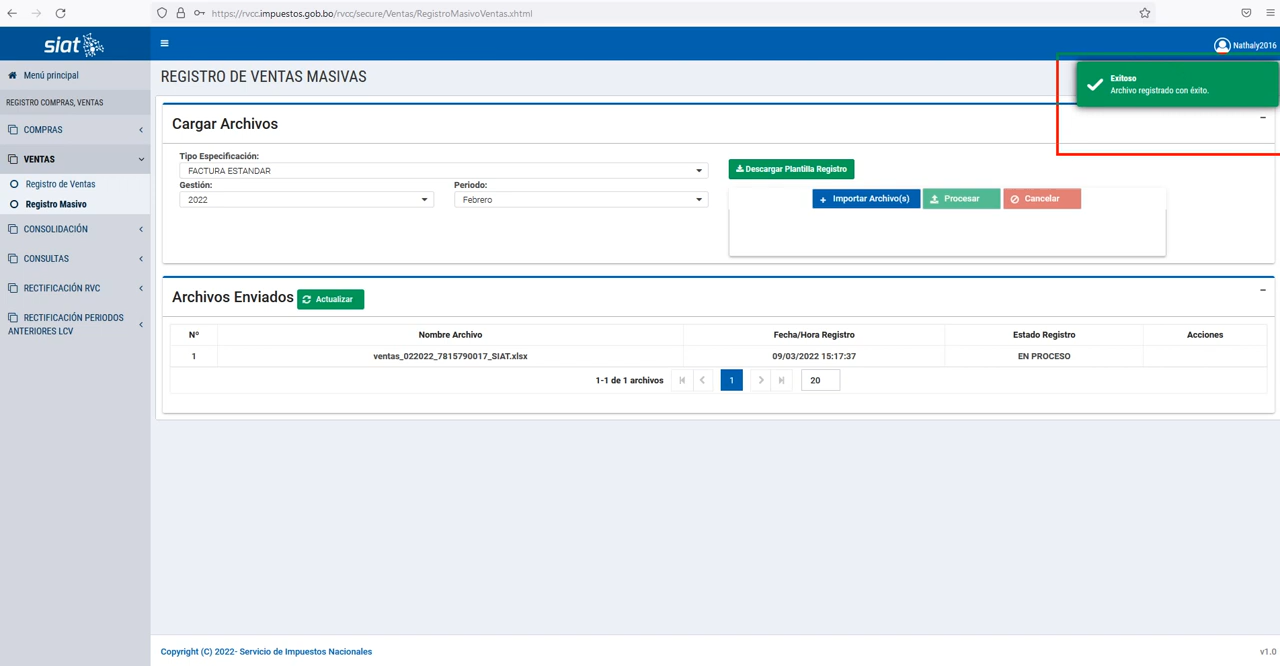 https://rvcc.impuestos.gob.bo/rvcc/secure/Ventas/RegistroMasivoVentas.xhtml
siat
Nathaly2016
Menú principal
REGISTRO COMPRAS, VENTAS
COMPRAS
VENTAS
Registro de Ventas
Registro Masivo
CONSOLIDACIÓN
CONSULTAS
RECTIFICACIÓN RVC
RECTIFICACIÓN PERIODOS
ANTERIORES LCV
REGISTRO DE VENTAS MASIVAS
Exitoso
Archivo registrado con éxito.
Cargar Archivos
Tipo Especificación:
FACTURA ESTANDAR
Gestión:
2022
Periodo:
Febrero
Descargar Plantilla Registro
+ Importar Archivo(s)
Procesar
Cancelar
Archivos Enviados
Actualizar
Nº Nombre Archivo Fecha/Hora Registro Estado Registro Acciones
1 ventas_022022_7815790017_SIAT.xlsx 09/03/2022 15:17:37 EN PROCESO
1-1 de 1 archivos 1 20
Copyright (C) 2022- Servicio de Impuestos Nacionales
v1.0